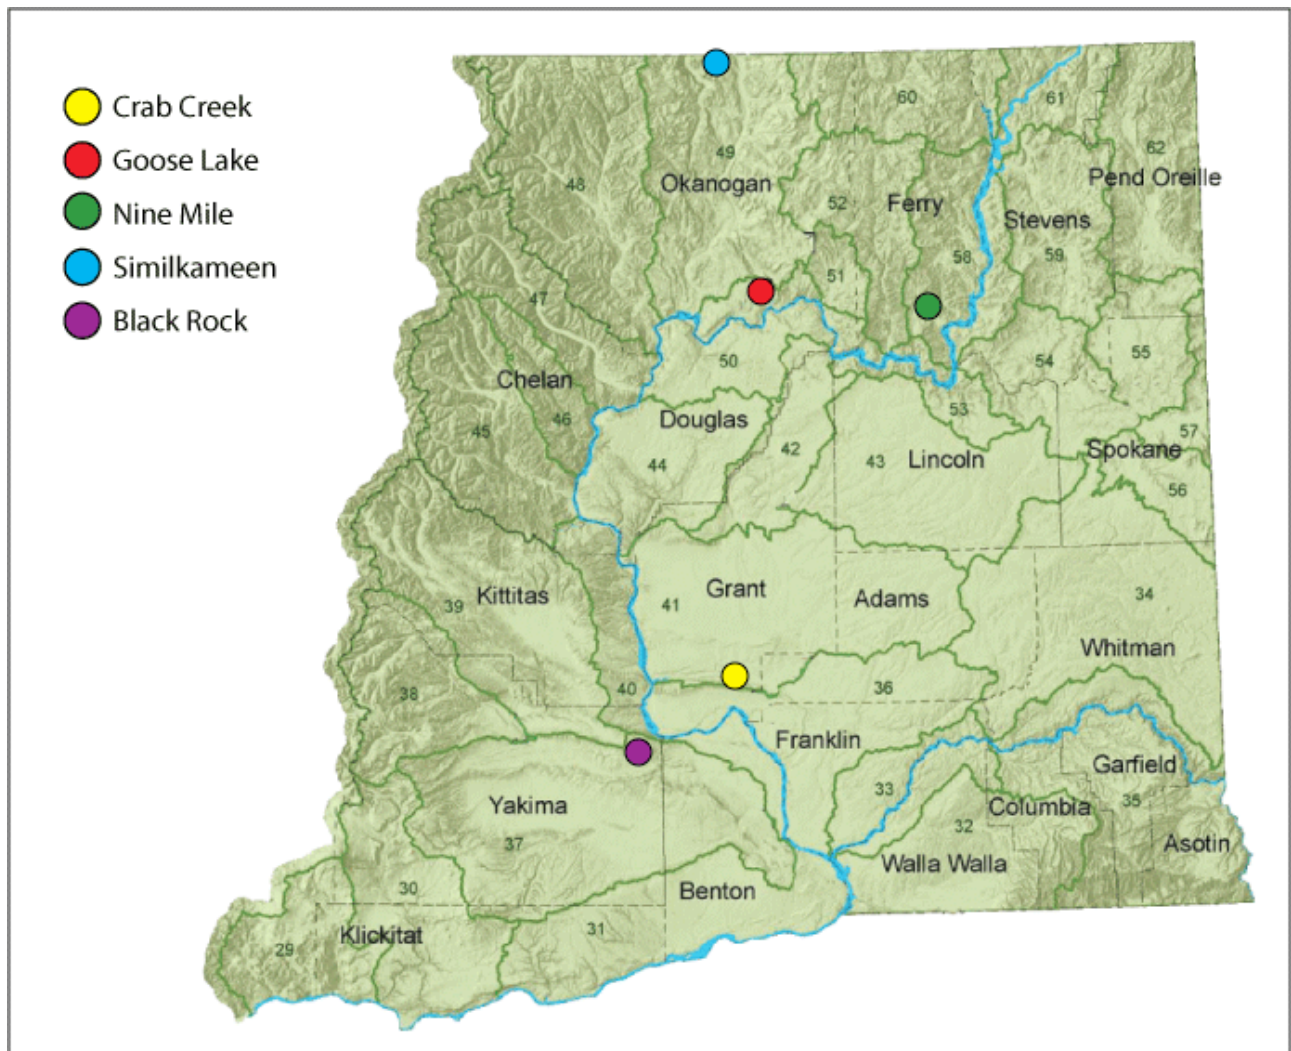 Crab Creek
Goose Lake
Nine Mile
Similkameen
Black Rock
60
61
62
49
48
Okanogan
Pend Oreille
52
Ferry
Stevens
58
59
51
47
50
54
55
Chelan
46
45
Douglas
53
57
44
42
43
Lincoln
Spokane
56
Kittitas
39
41
Grant
Adams
34
Whitman
38
40
36
Franklin
Garfield
Yakima
37
33
Columbia
35
32
Asotin
Walla Walla
30
Benton
Klickitat
31
29